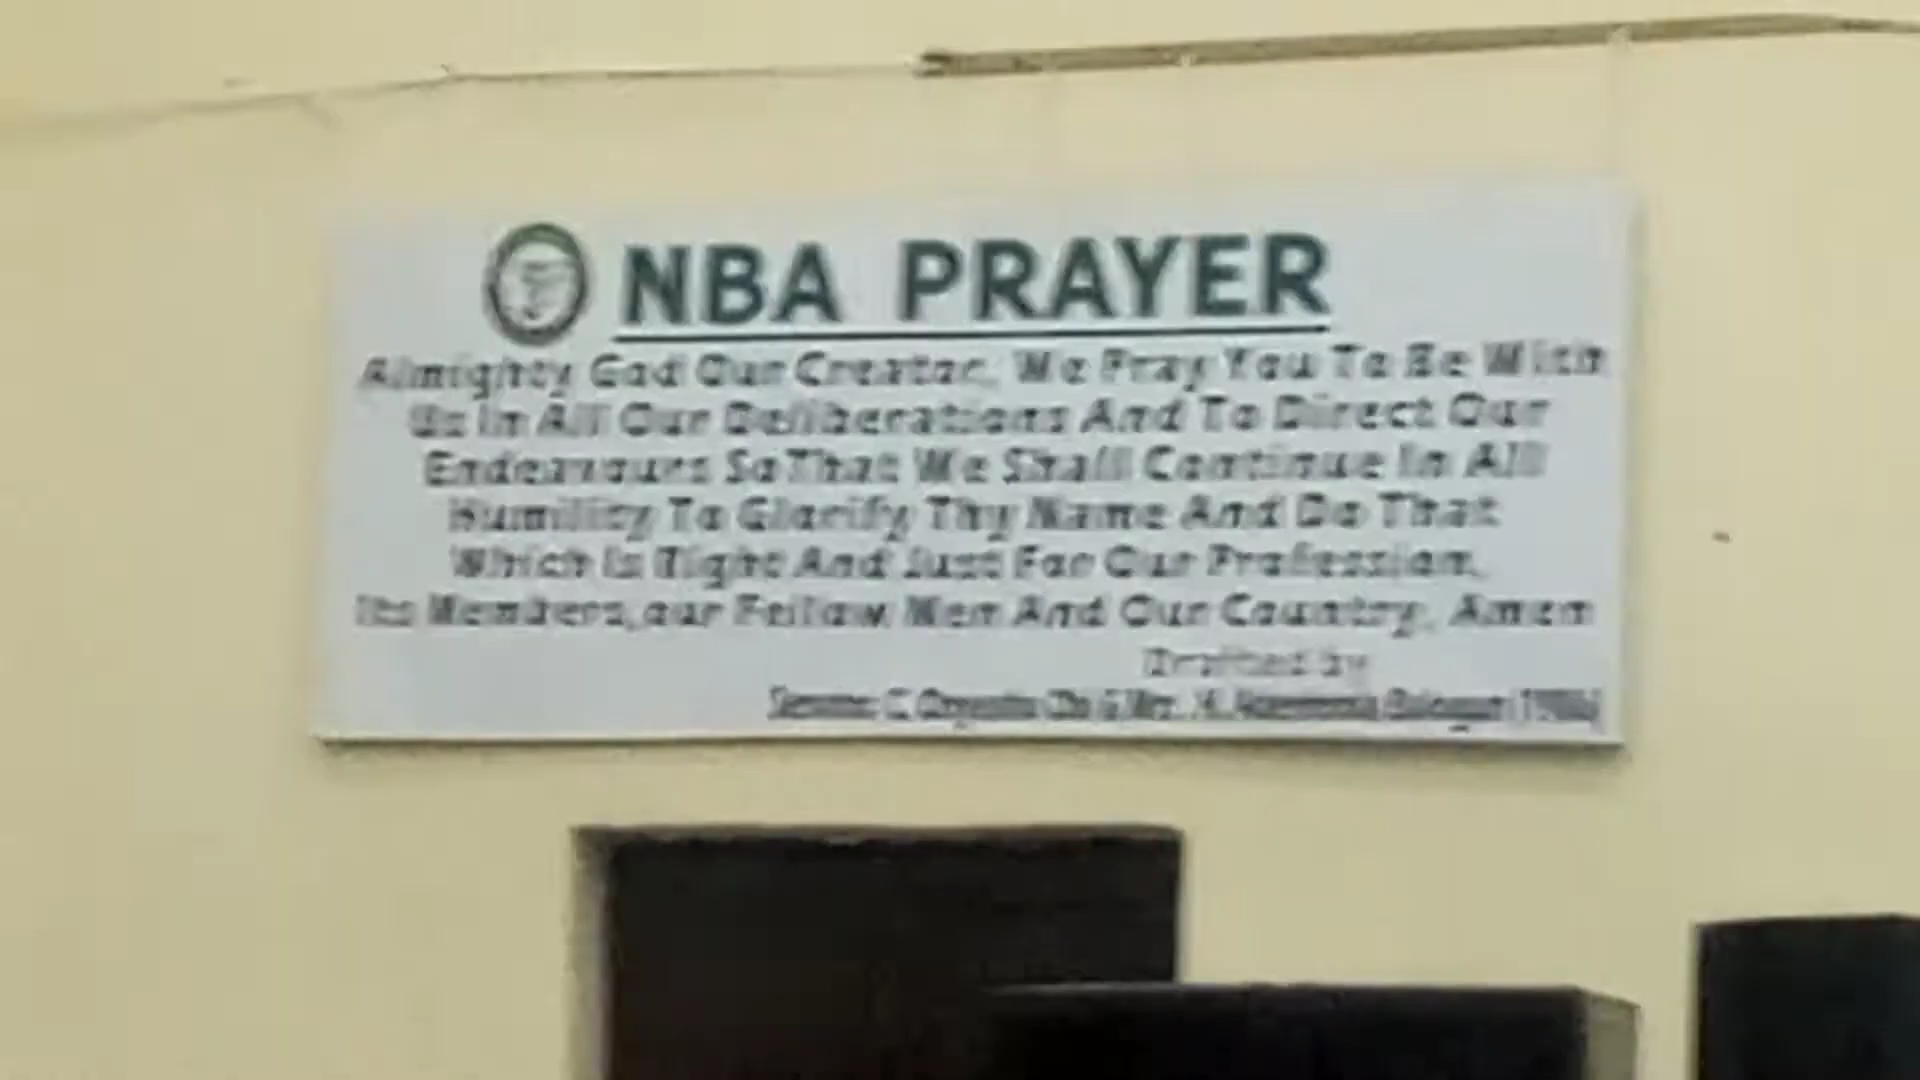 NBA PRAYER
Almighty God Our Creator, We Pray You To Be With
Us In All Our Deliberations And To Direct Our
Endeavours So That We Shall Continue In All
Humility To Glorify Thy Name And Do That
Which Is Right And Just For Our Profession,
Its Members, our Fellow Men And Our Country, Amen
Drafted by